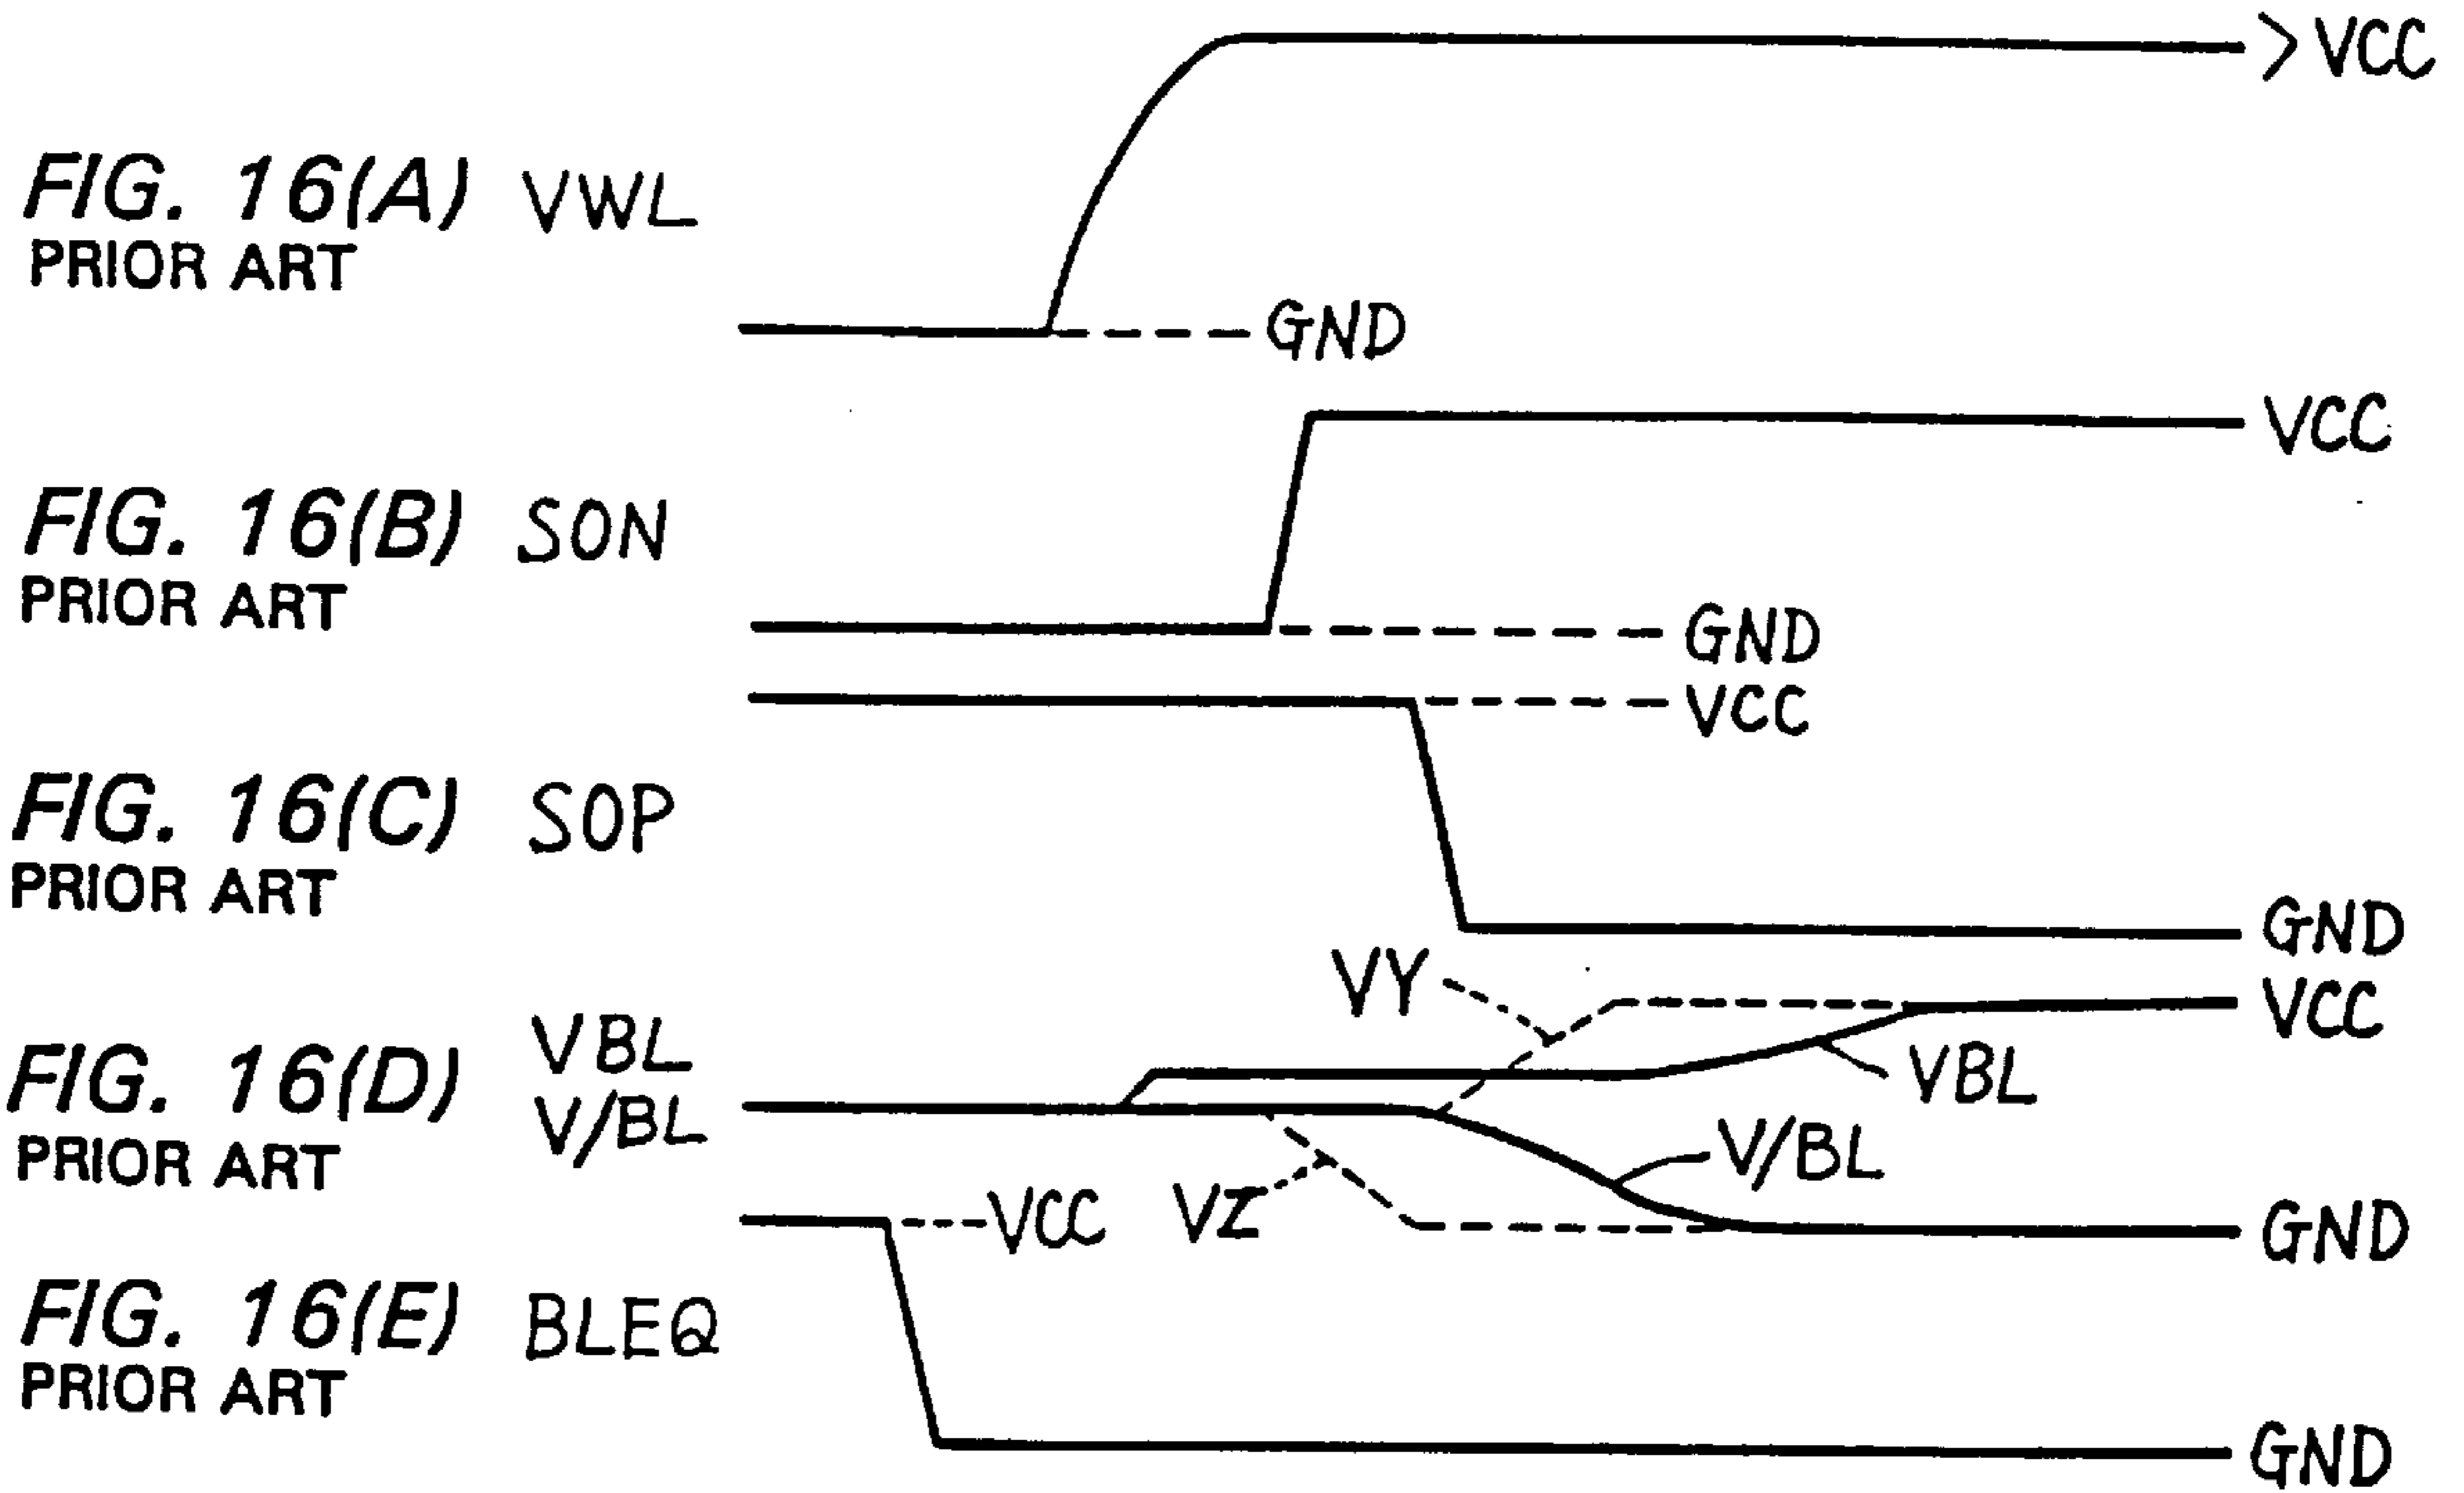 > VCC
FIG. 16(A) VWL
PRIOR ART
GND
VCC
FIG. 16(B) SON
PRIOR ART
GND
VCC
FIG. 16(C) SOP
PRIOR ART
GND
VY
VCC
FIG. 16(D) VBL
V/BL
PRIOR ART
VBL
V/BL
VZ
GND
VCC
FIG. 16(E) BLEQ
PRIOR ART
GND